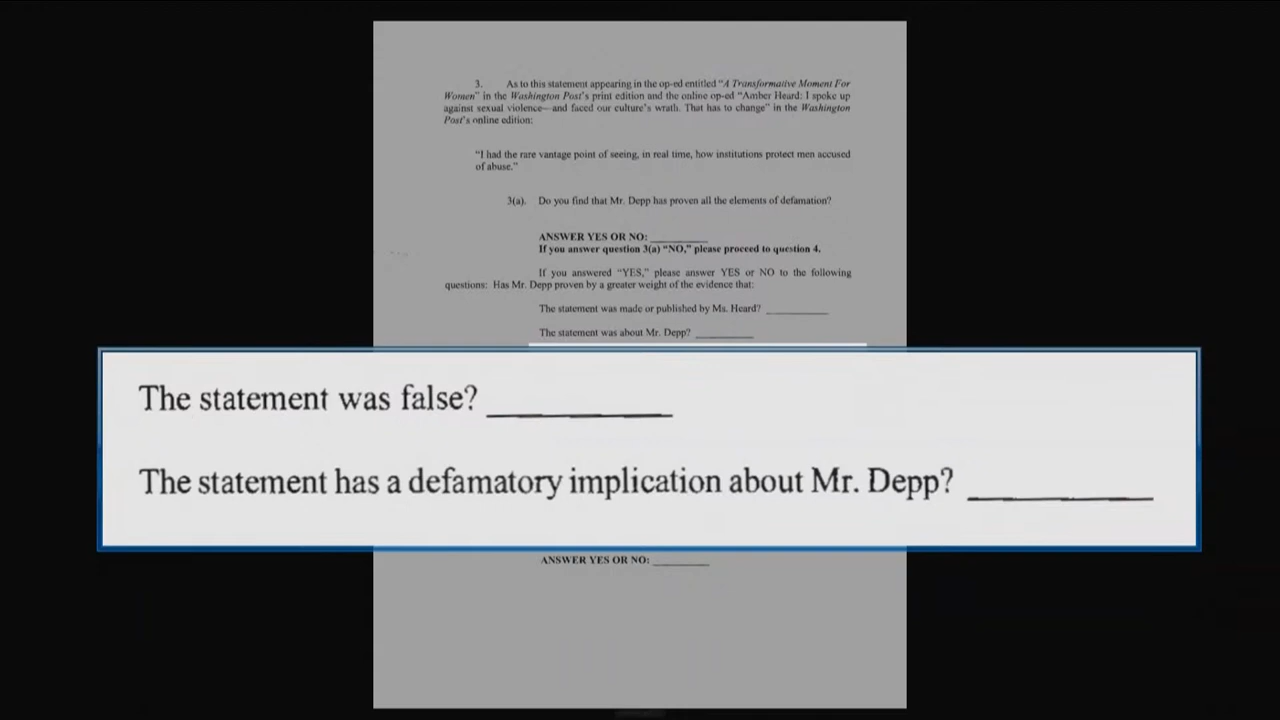 3. As to this statement appearing in the op-ed entitled “A Transformative Moment For
Women” in the Washington Post’s print edition and the online op-ed “Amber Heard: I spoke up
against sexual violence—and faced our culture’s wrath. That has to change” in the Washington
Post’s online edition:
“I had the rare vantage point of seeing, in real time, how institutions protect men accused
of abuse.”
3(a). Do you find that Mr. Depp has proven all the elements of defamation?
ANSWER YES OR NO: ________
If you answer question 3(a) “NO,” please proceed to question 4.
If you answered “YES,” please answer YES or NO to the following
questions: Has Mr. Depp proven by a greater weight of the evidence that:
The statement was made or published by Ms. Heard? ________
The statement was about Mr. Depp? ________
The statement was false? ________
The statement has a defamatory implication about Mr. Depp? ________
ANSWER YES OR NO: ________